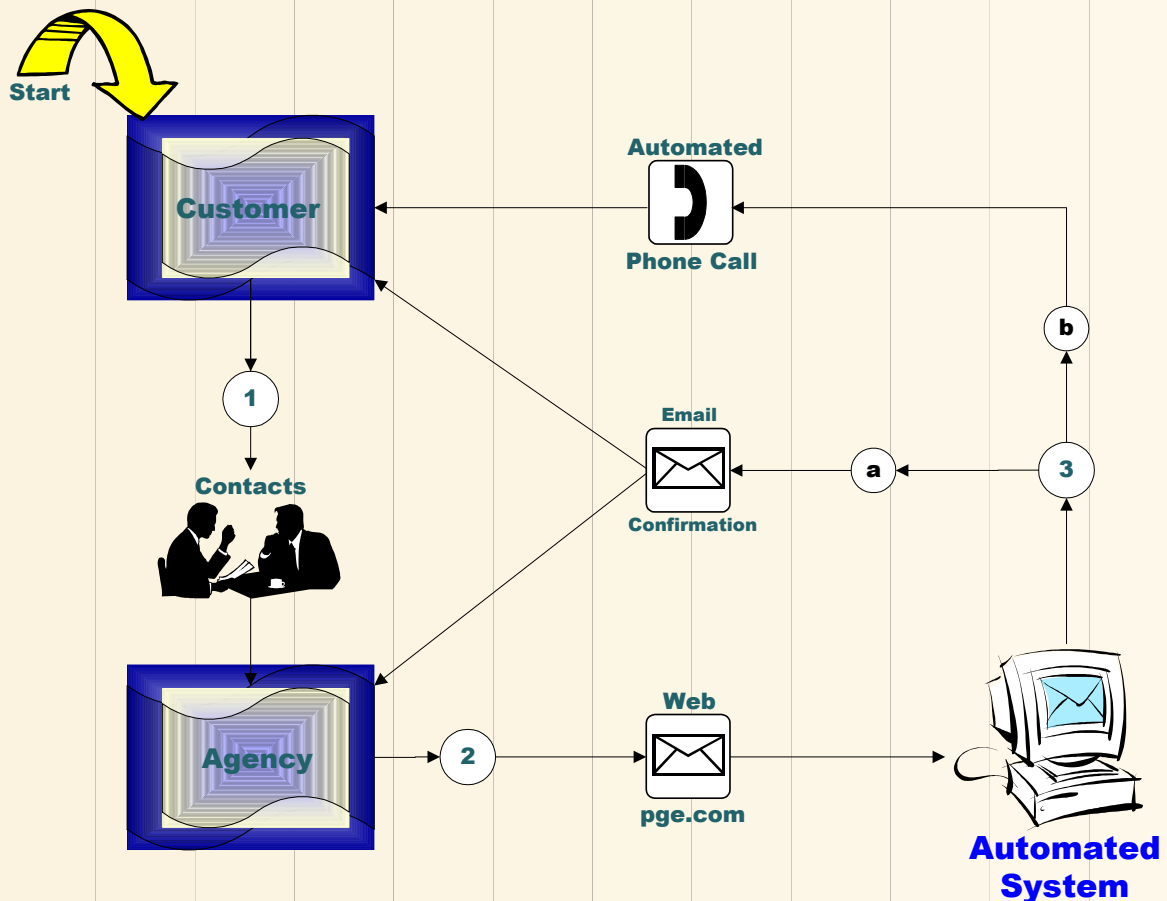 Start
Automated
Customer
Phone Call
b
1
Email
a
3
Contacts
Confirmation
Web
Agency
2
pge.com
Automated
System